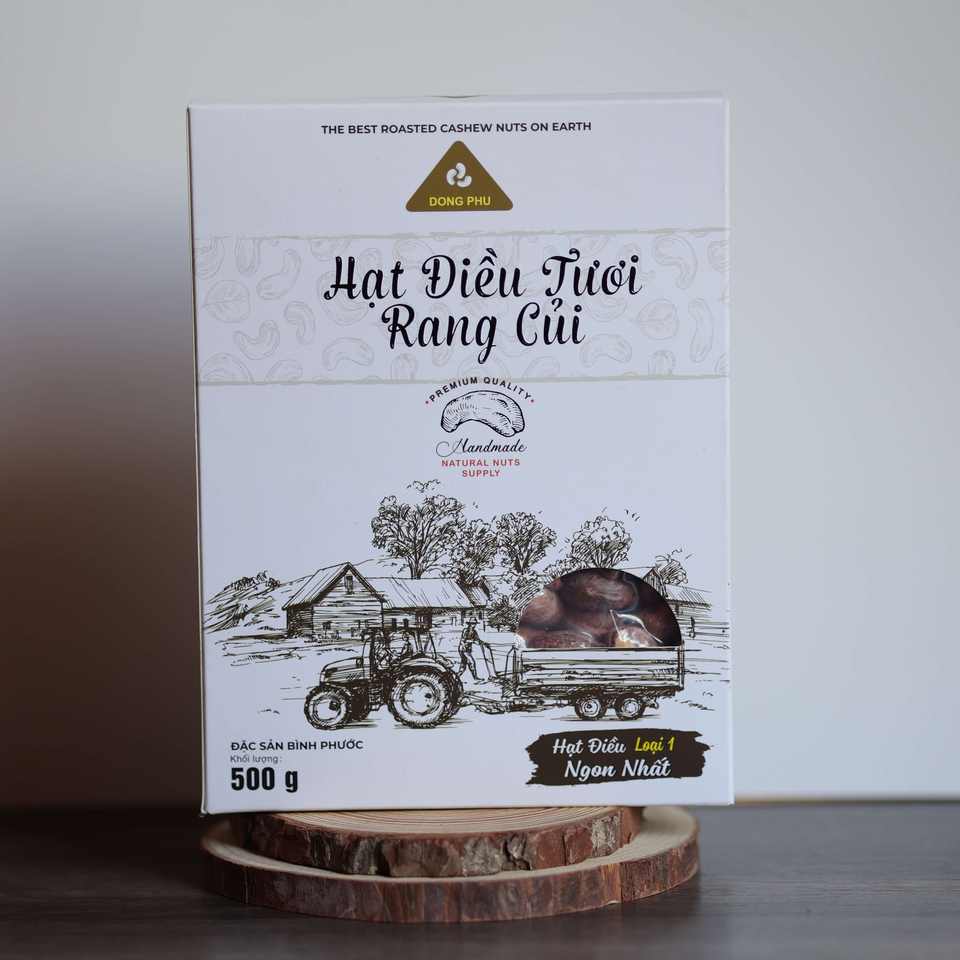 THE BEST ROASTED CASHEW NUTS ON EARTH
DONG PHU
Hạt Điều Tươi
Rang Củi
PREMIUM QUALITY
Handmade
NATURAL NUTS
SUPPLY
ĐẶC SẢN BÌNH PHƯỚC
Khối lượng:
500 g
Hạt Điều Loại 1
Ngon Nhất